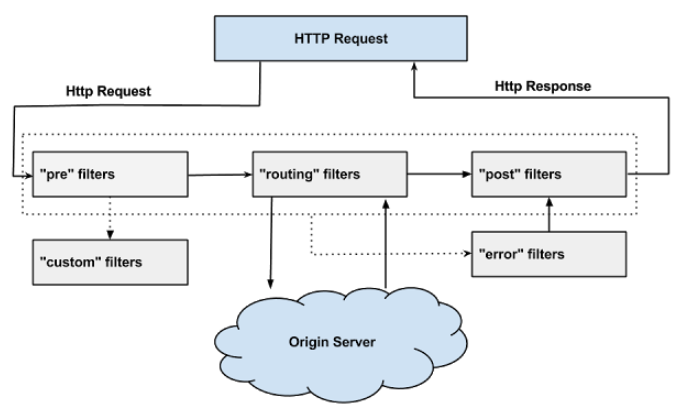 HTTP Request
Http Request
Http Response
"pre" filters
"routing" filters
"post" filters
"custom" filters
"error" filters
Origin Server